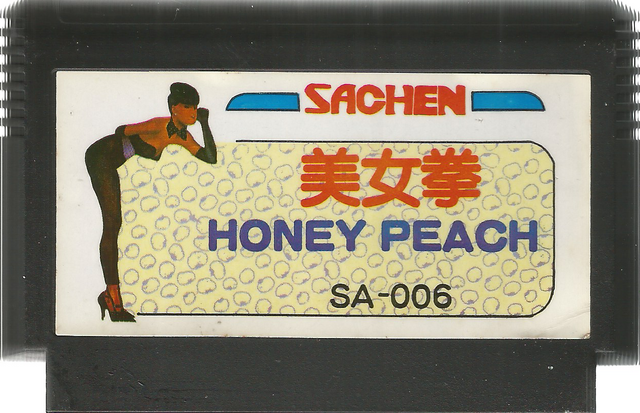 SACHEN
美女拳
HONEY PEACH
SA-006